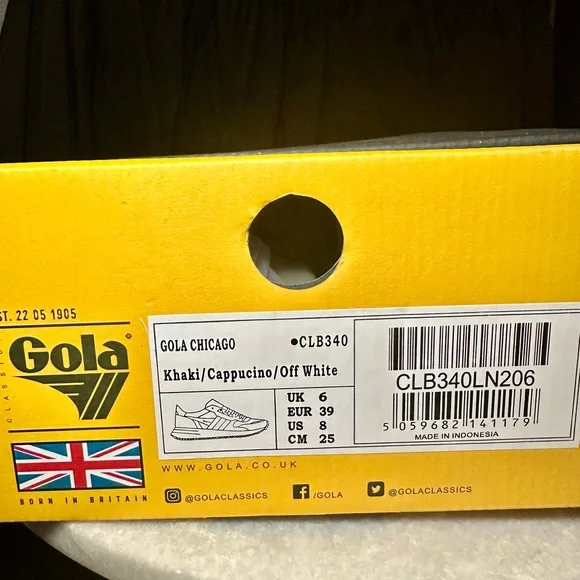 EST. 22 05 1905
CLASSICS
Gola
BORN IN BRITAIN
GOLA CHICAGO •CLB340
Khaki/Cappucino/Off White
UK 6
EUR 39
US 8
CM 25
CLB340LN206
5 059682 141179
MADE IN INDONESIA
WWW.GOLA.CO.UK
@GOLACLASSICS /GOLA @GOLACLASSICS